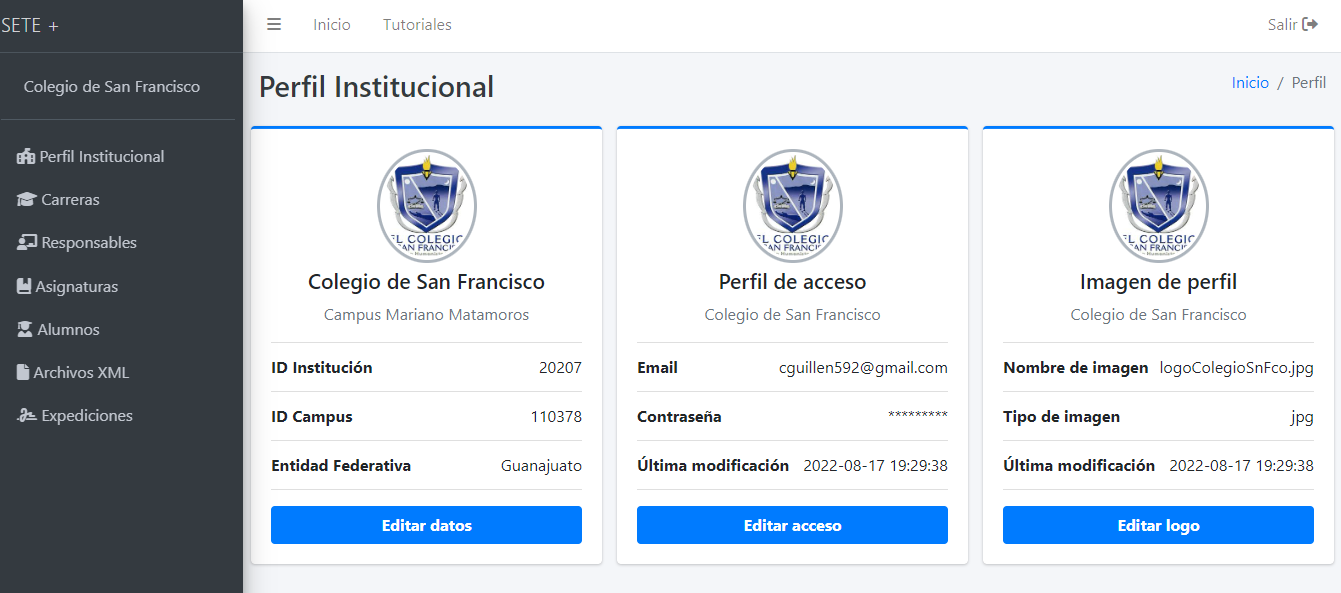 SETE +
Inicio
Tutoriales
Salir
Colegio de San Francisco
Perfil Institucional
Carreras
Responsables
Asignaturas
Alumnos
Archivos XML
Expediciones
Perfil Institucional
Inicio / Perfil
EL COLEGIO
SAN FRANCISC
Colegio de San Francisco
Campus Mariano Matamoros
ID Institución 20207
ID Campus 110378
Entidad Federativa Guanajuato
Editar datos
EL COLEGIO
SAN FRANCISC
Perfil de acceso
Colegio de San Francisco
Email cguillen592@gmail.com
Contraseña *********
Última modificación 2022-08-17 19:29:38
Editar acceso
EL COLEGIO
SAN FRANCISC
Imagen de perfil
Colegio de San Francisco
Nombre de imagen logoColegioSnFco.jpg
Tipo de imagen jpg
Última modificación 2022-08-17 19:29:38
Editar logo